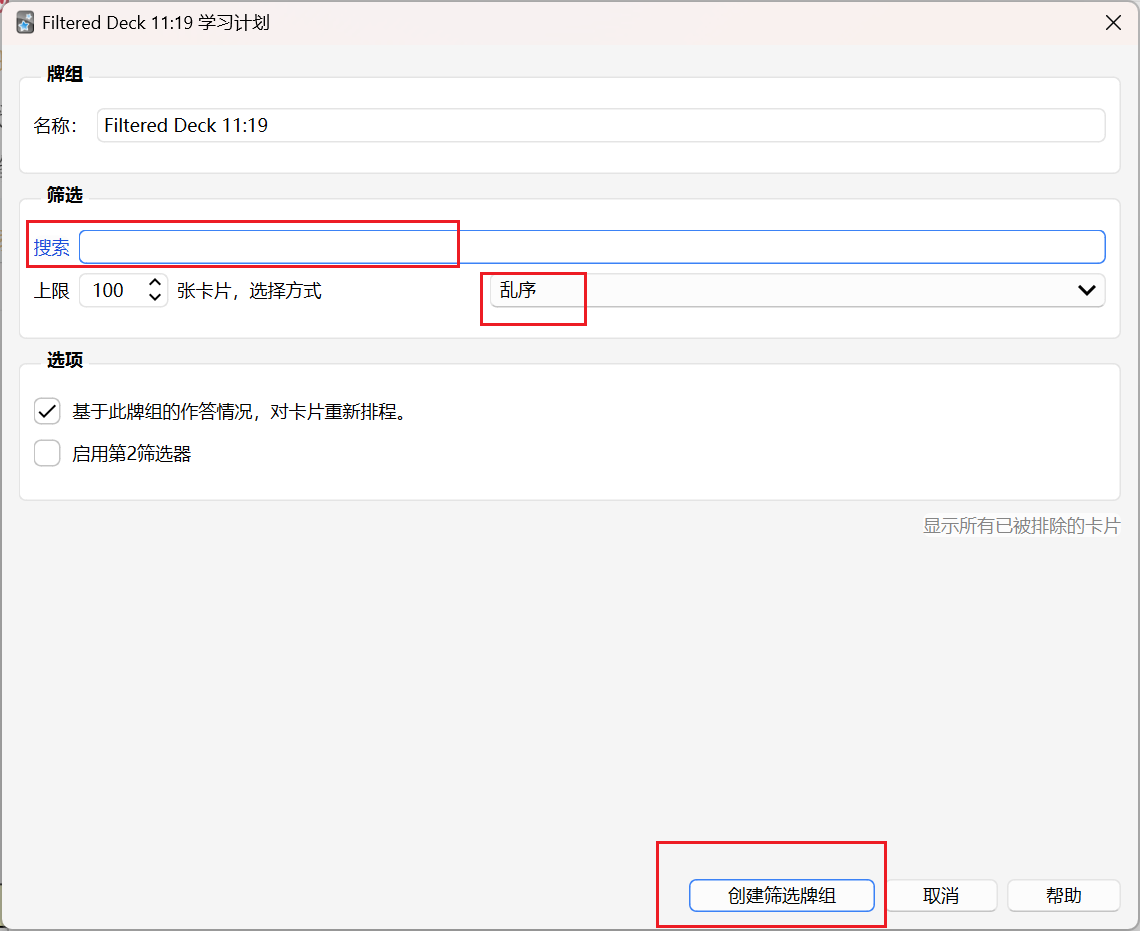 Filtered Deck 11:19 学习计划
牌组
名称： Filtered Deck 11:19
筛选
搜索
上限 100 张卡片，选择方式 乱序
选项
基于此牌组的作答情况，对卡片重新排程。
启用第2筛选器
显示所有已被排除的卡片
创建筛选牌组 取消 帮助